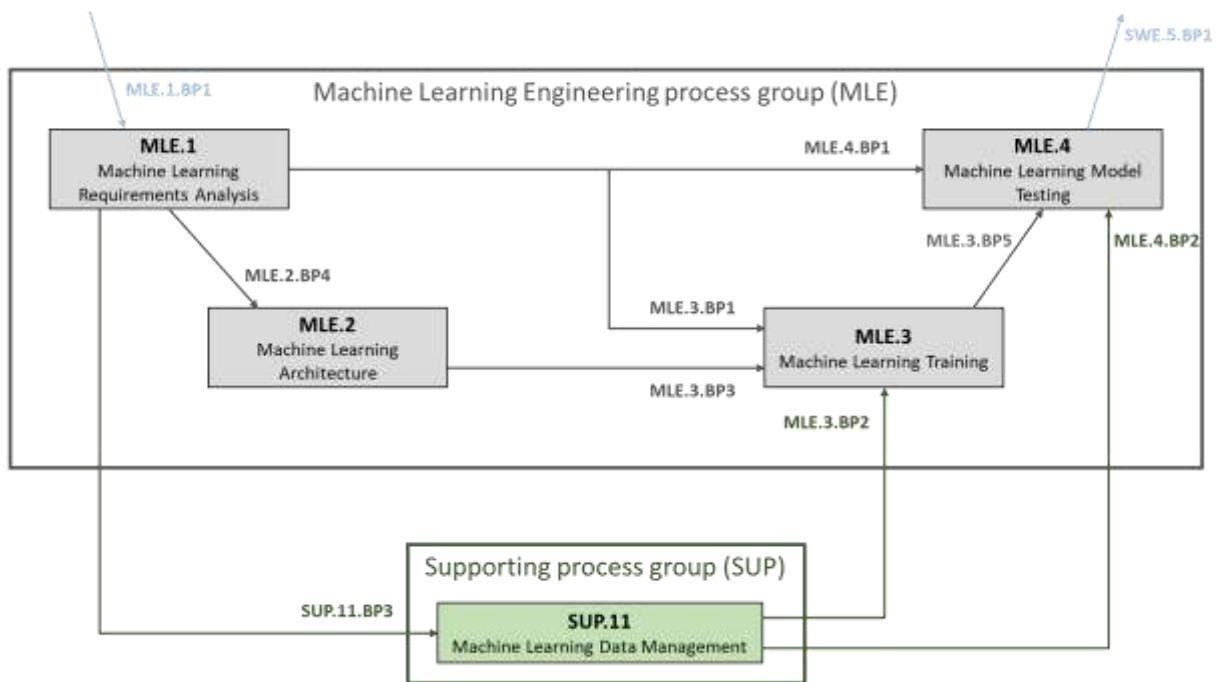 SWE.5.BP1
MLE.1.BP1
Machine Learning Engineering process group (MLE)
MLE.1
Machine Learning
Requirements Analysis
MLE.4.BP1
MLE.4
Machine Learning Model
Testing
MLE.3.BP5
MLE.4.BP2
MLE.2.BP4
MLE.2
Machine Learning
Architecture
MLE.3.BP1
MLE.3
Machine Learning Training
MLE.3.BP3
MLE.3.BP2
Supporting process group (SUP)
SUP.11.BP3
SUP.11
Machine Learning Data Management